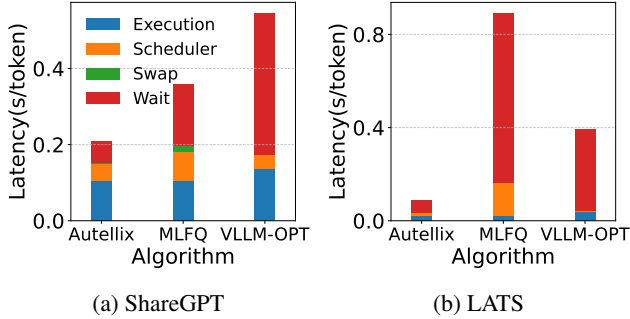 Latency(s/token)
0.4
0.2
0.0
Execution
Scheduler
Swap
Wait
Autellix MLFQ VLLM-OPT
Algorithm
(a) ShareGPT
Latency(s/token)
0.8
0.4
0.0
Autellix MLFQ VLLM-OPT
Algorithm
(b) LATS